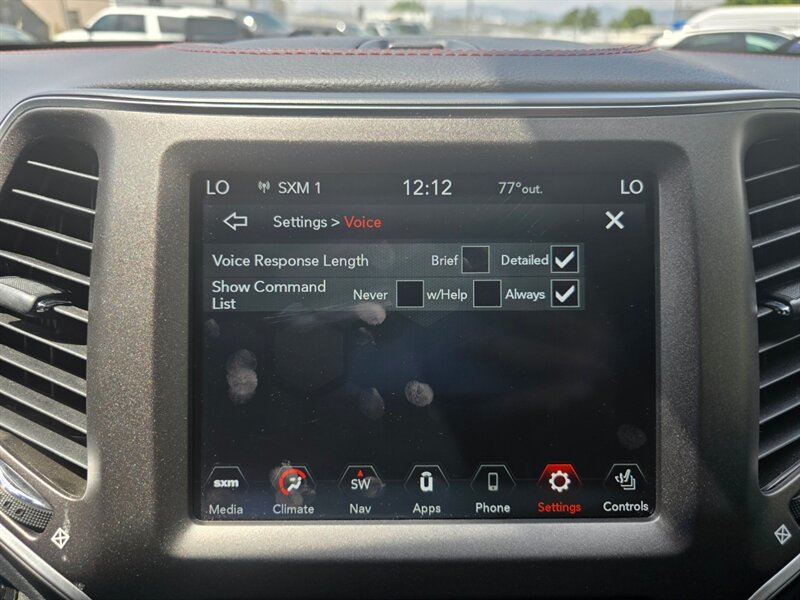 LO SXM 1 12:12 77°out. LO
Settings > Voice
Voice Response Length Brief Detailed
Show Command List Never w/Help Always
sxm SW
Media Climate Nav Apps Phone Settings Controls